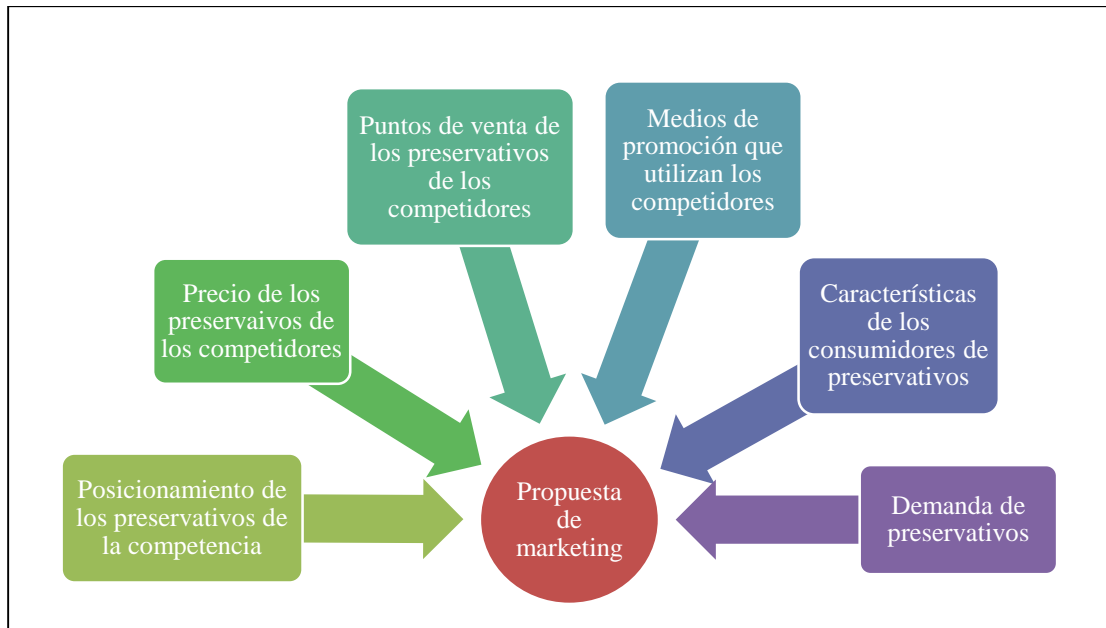 Puntos de venta de
los preservativos
de los
competidores
Medios de
promoción que
utilizan los
competidores
Precio de los
preservaivos de
los competidores
Características
de los
consumidores de
preservativos
Posicionamiento de
los preservativos de
la competencia
Propuesta
de
marketing
Demanda de
preservativos